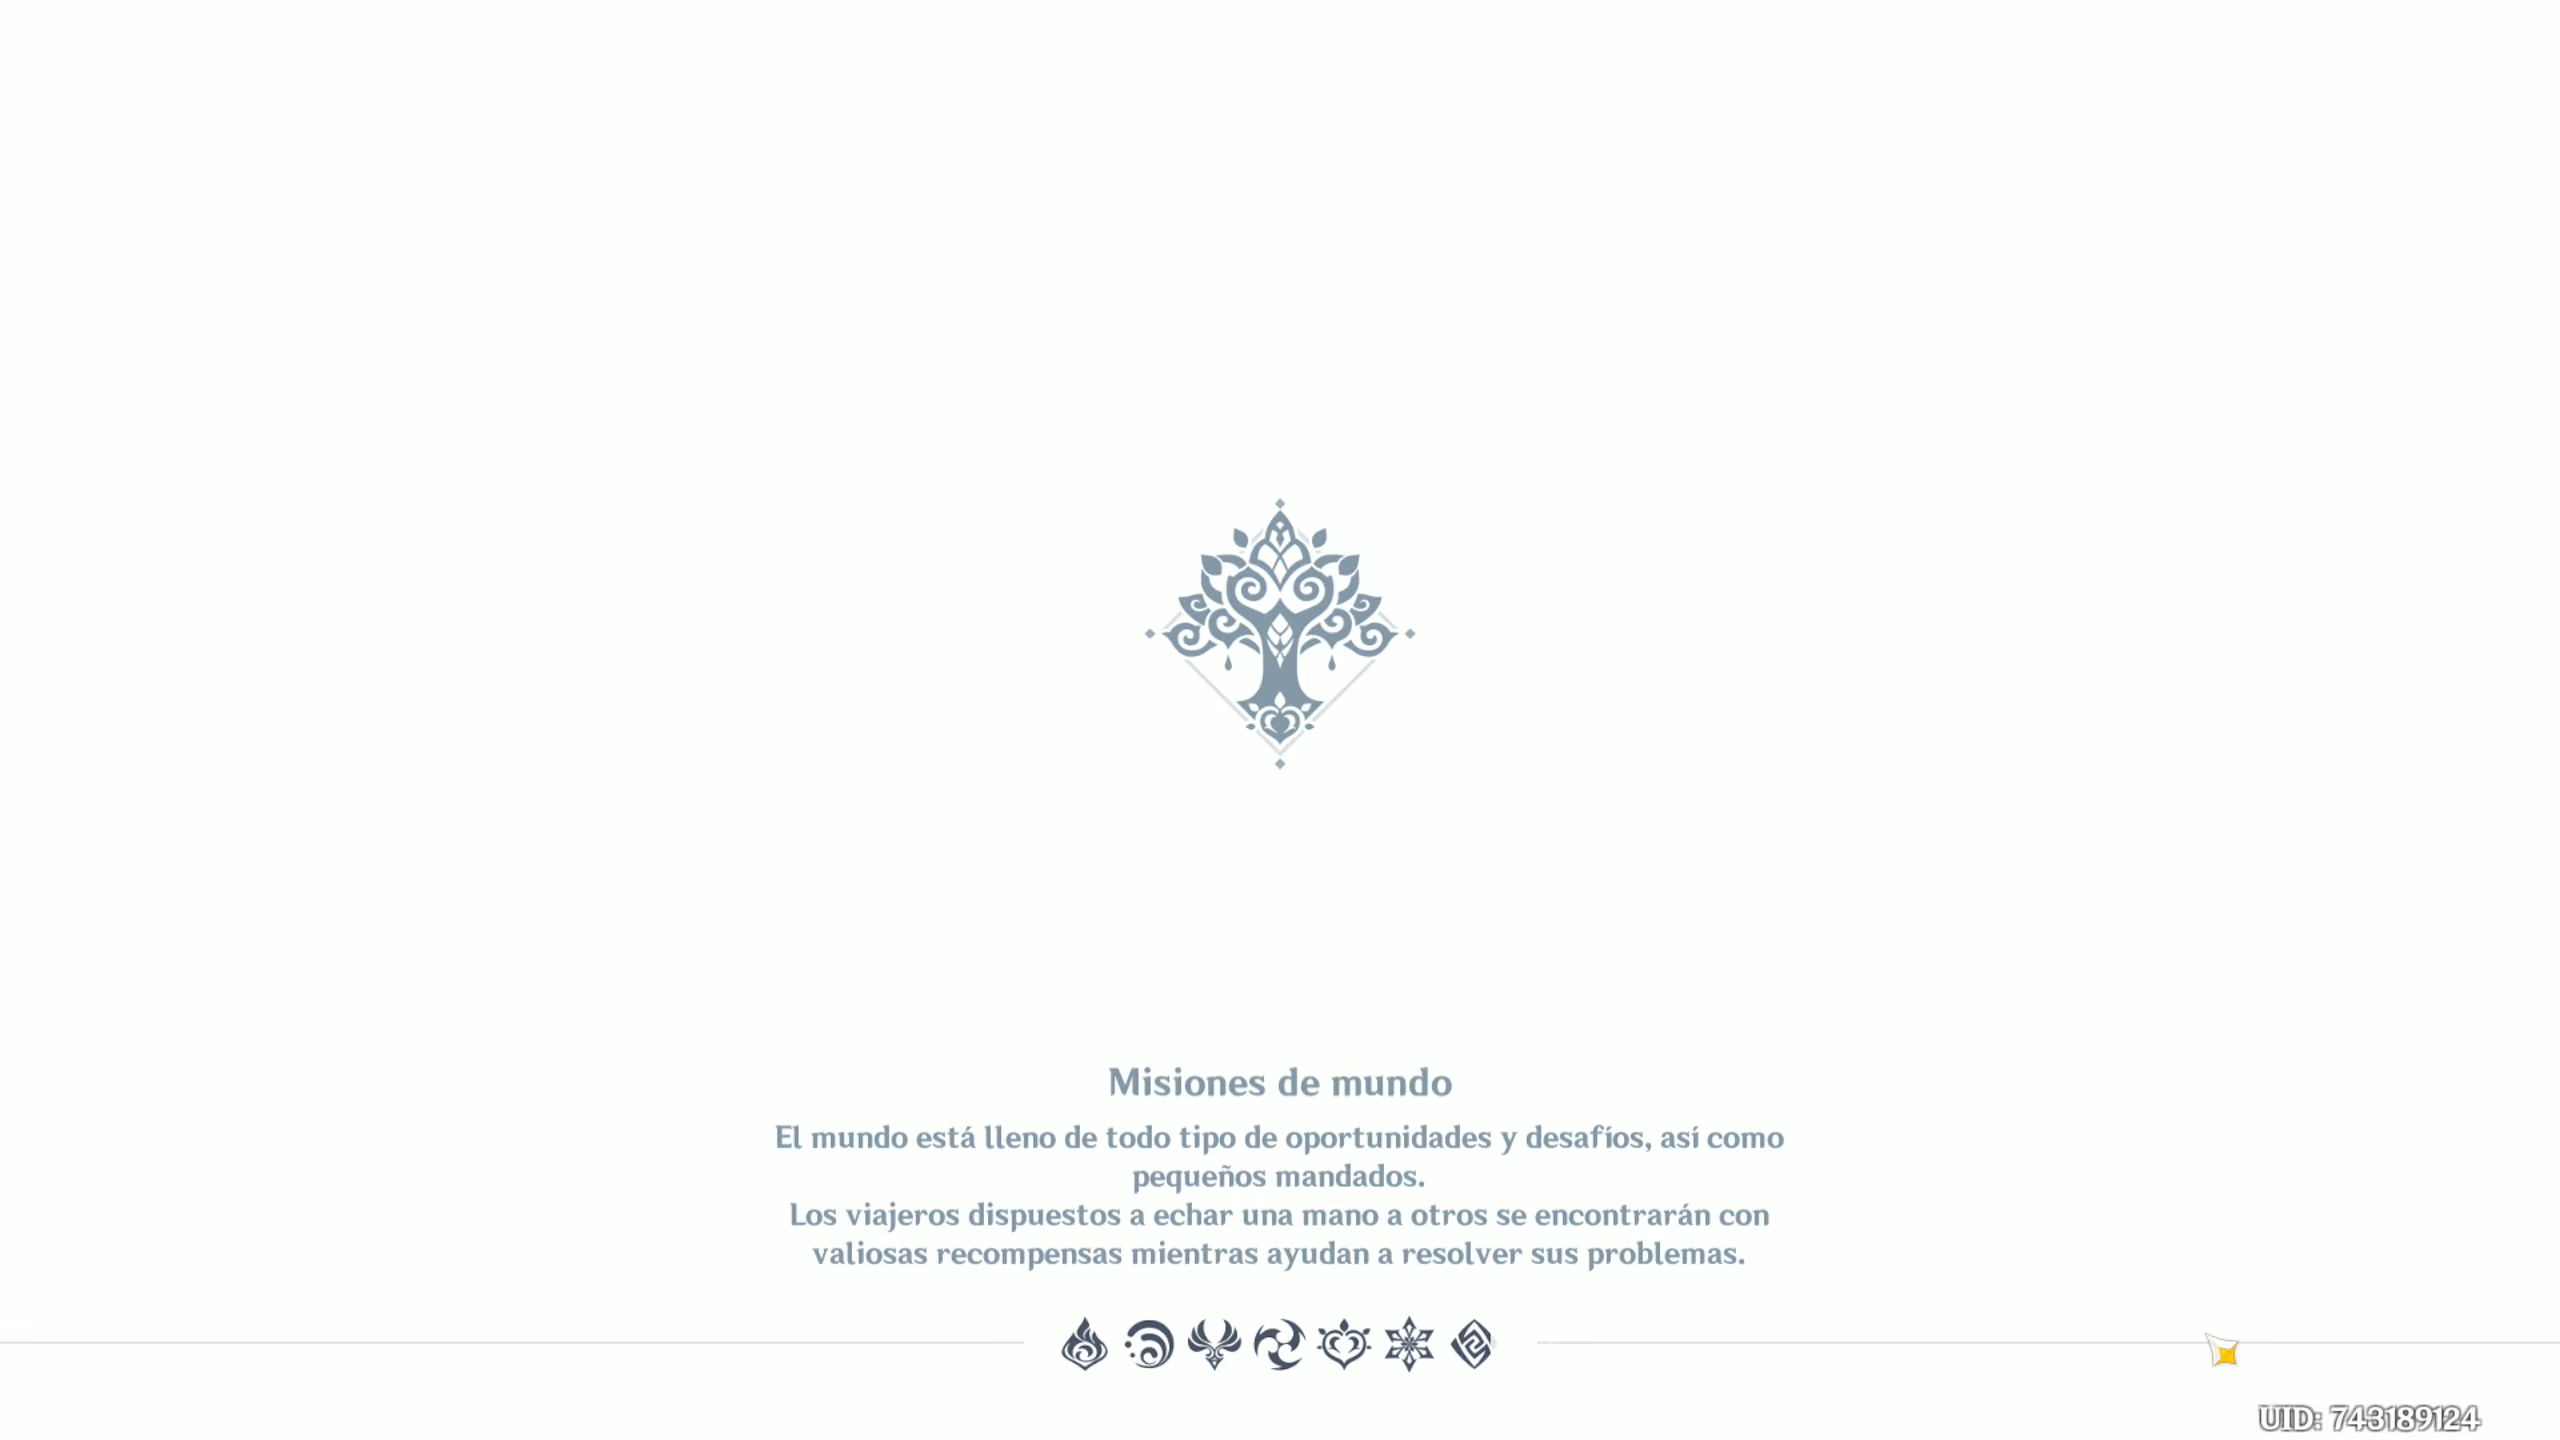 Misiones de mundo
El mundo está lleno de todo tipo de oportunidades y desafíos, así como
pequeños mandados.
Los viajeros dispuestos a echar una mano a otros se encontrarán con
valiosas recompensas mientras ayudan a resolver sus problemas.
UID: 743189124